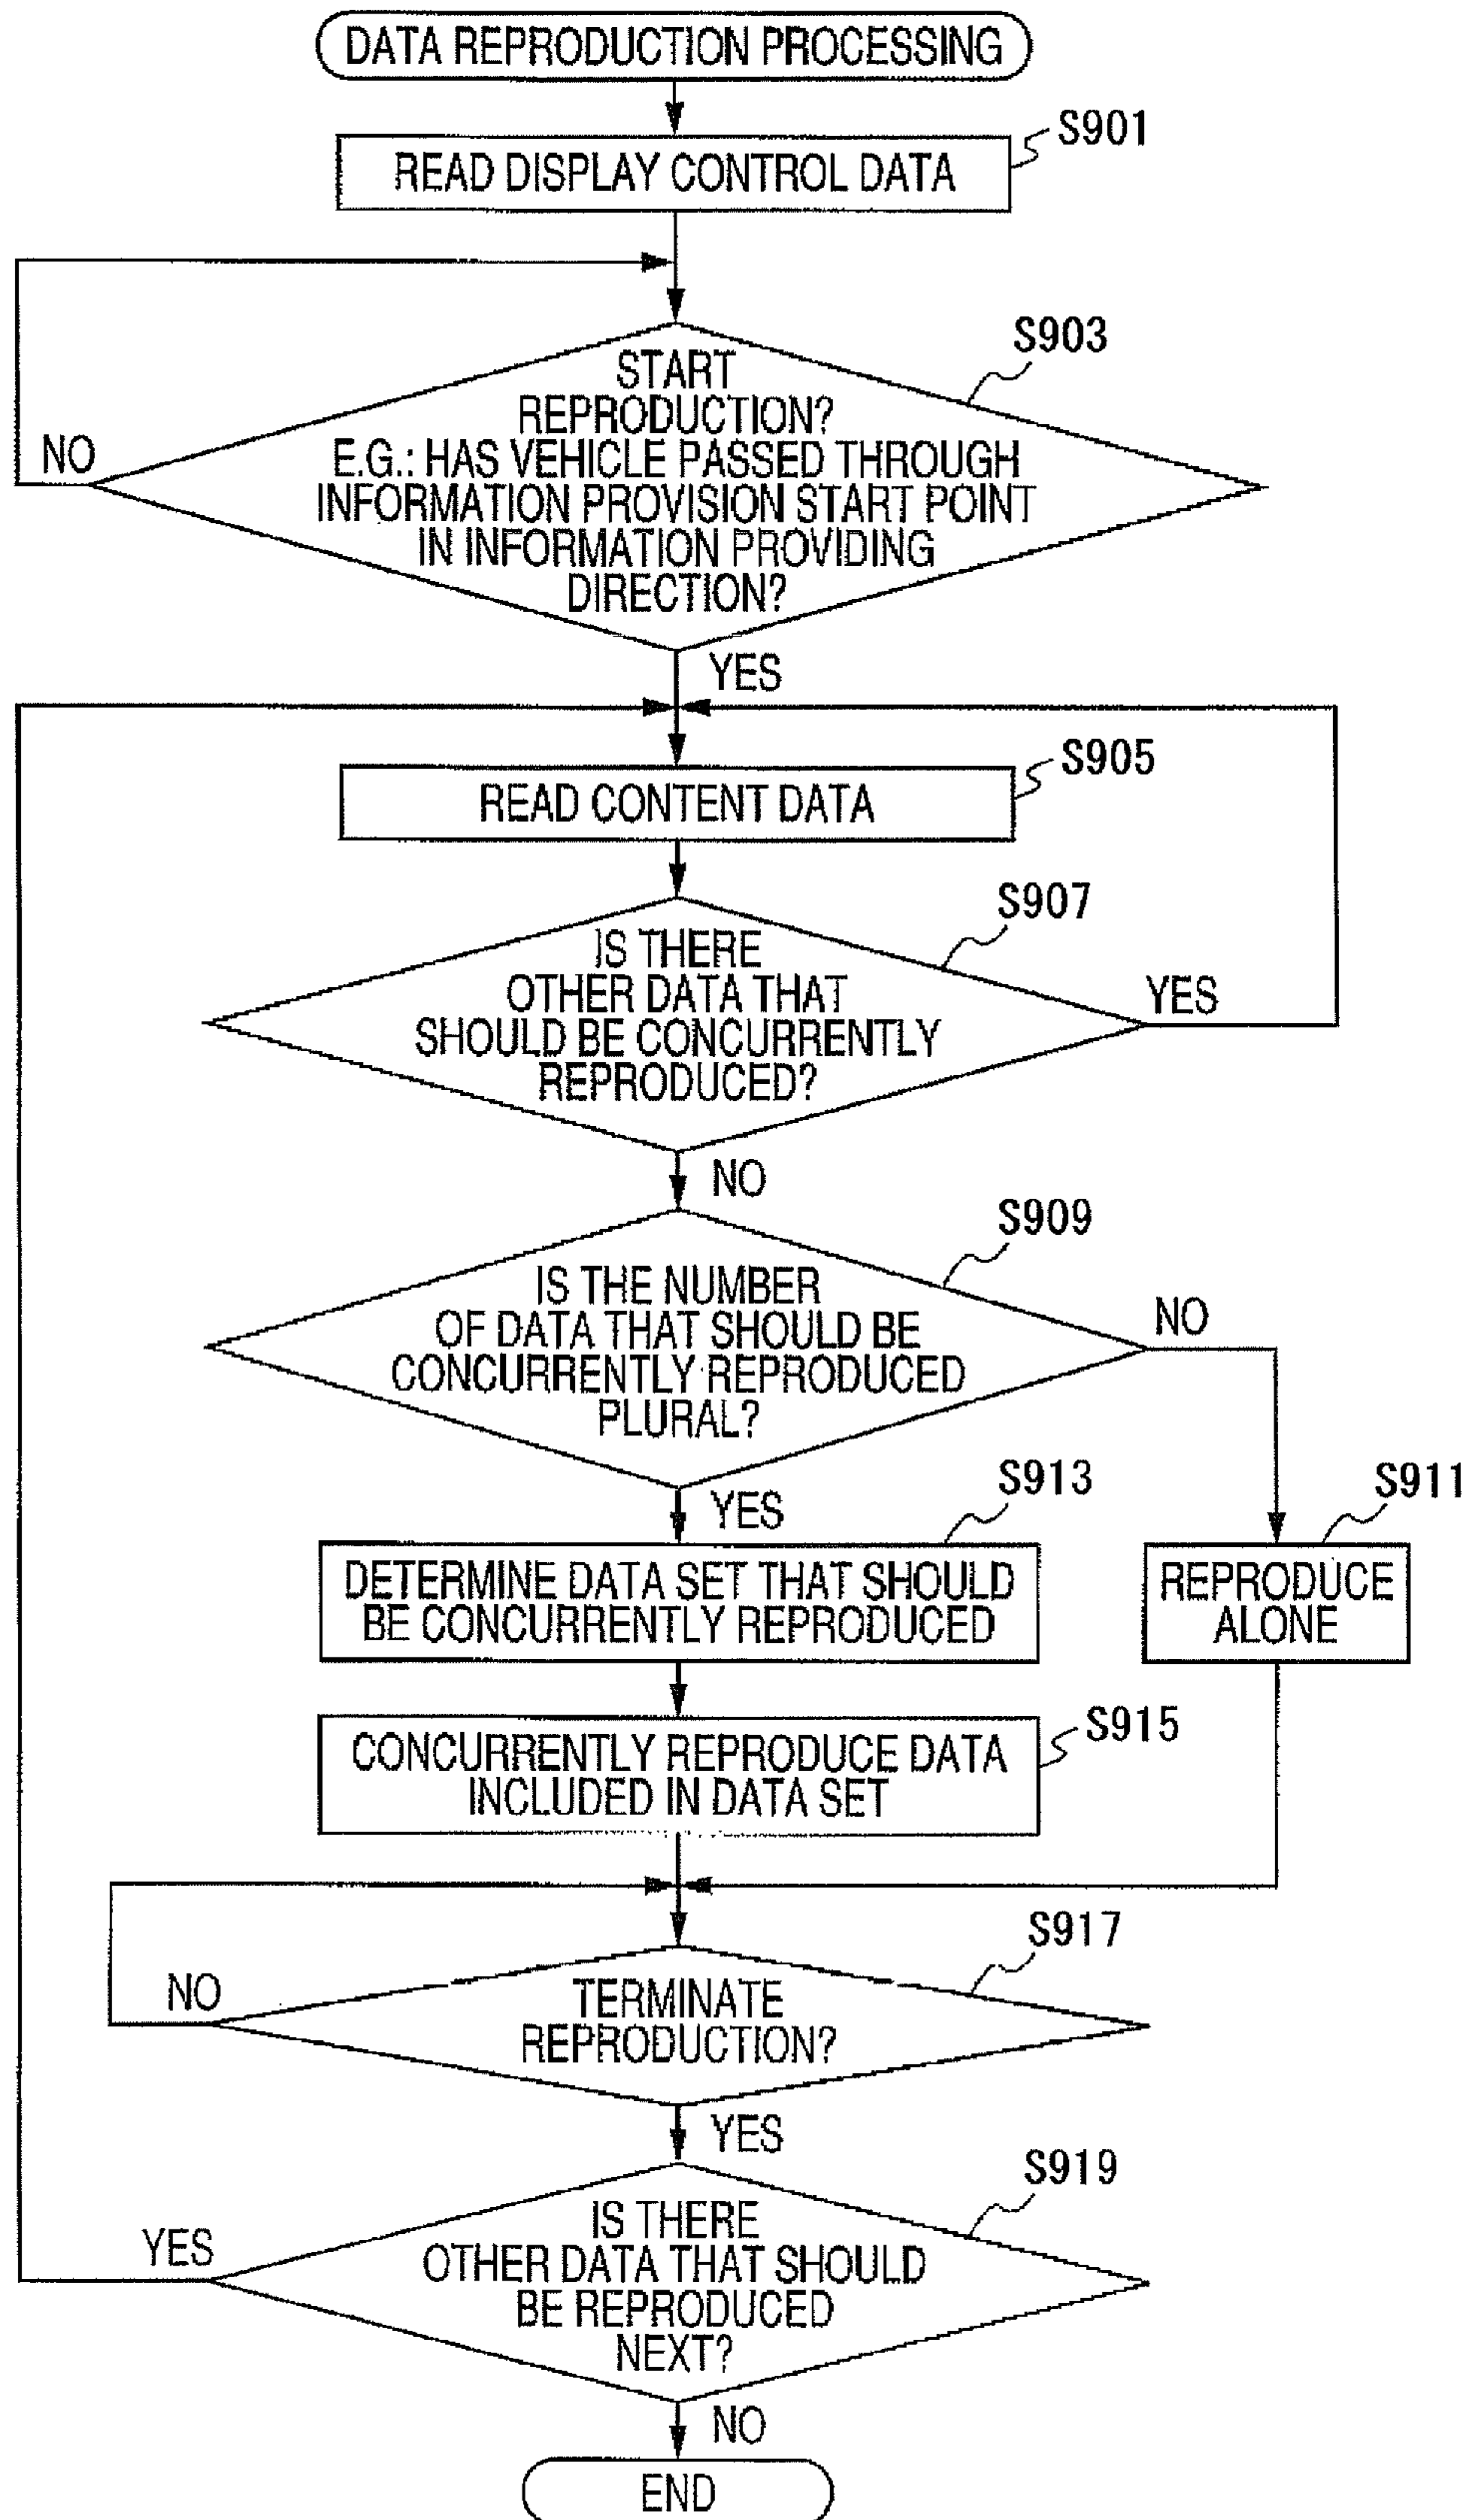 DATA REPRODUCTION PROCESSING
S901
READ DISPLAY CONTROL DATA
S903
START
REPRODUCTION?
E.G.: HAS VEHICLE PASSED THROUGH
INFORMATION PROVISION START POINT
IN INFORMATION PROVIDING
DIRECTION?
NO
YES
S905
READ CONTENT DATA
S907
IS THERE
OTHER DATA THAT
SHOULD BE CONCURRENTLY
REPRODUCED?
YES
NO
S909
IS THE NUMBER
OF DATA THAT SHOULD BE
CONCURRENTLY REPRODUCED
PLURAL?
NO
YES
S913
S911
DETERMINE DATA SET THAT SHOULD
BE CONCURRENTLY REPRODUCED
REPRODUCE
ALONE
S915
CONCURRENTLY REPRODUCE DATA
INCLUDED IN DATA SET
S917
TERMINATE
REPRODUCTION?
NO
YES
S919
IS THERE
OTHER DATA THAT SHOULD
BE REPRODUCED
NEXT?
YES
NO
END